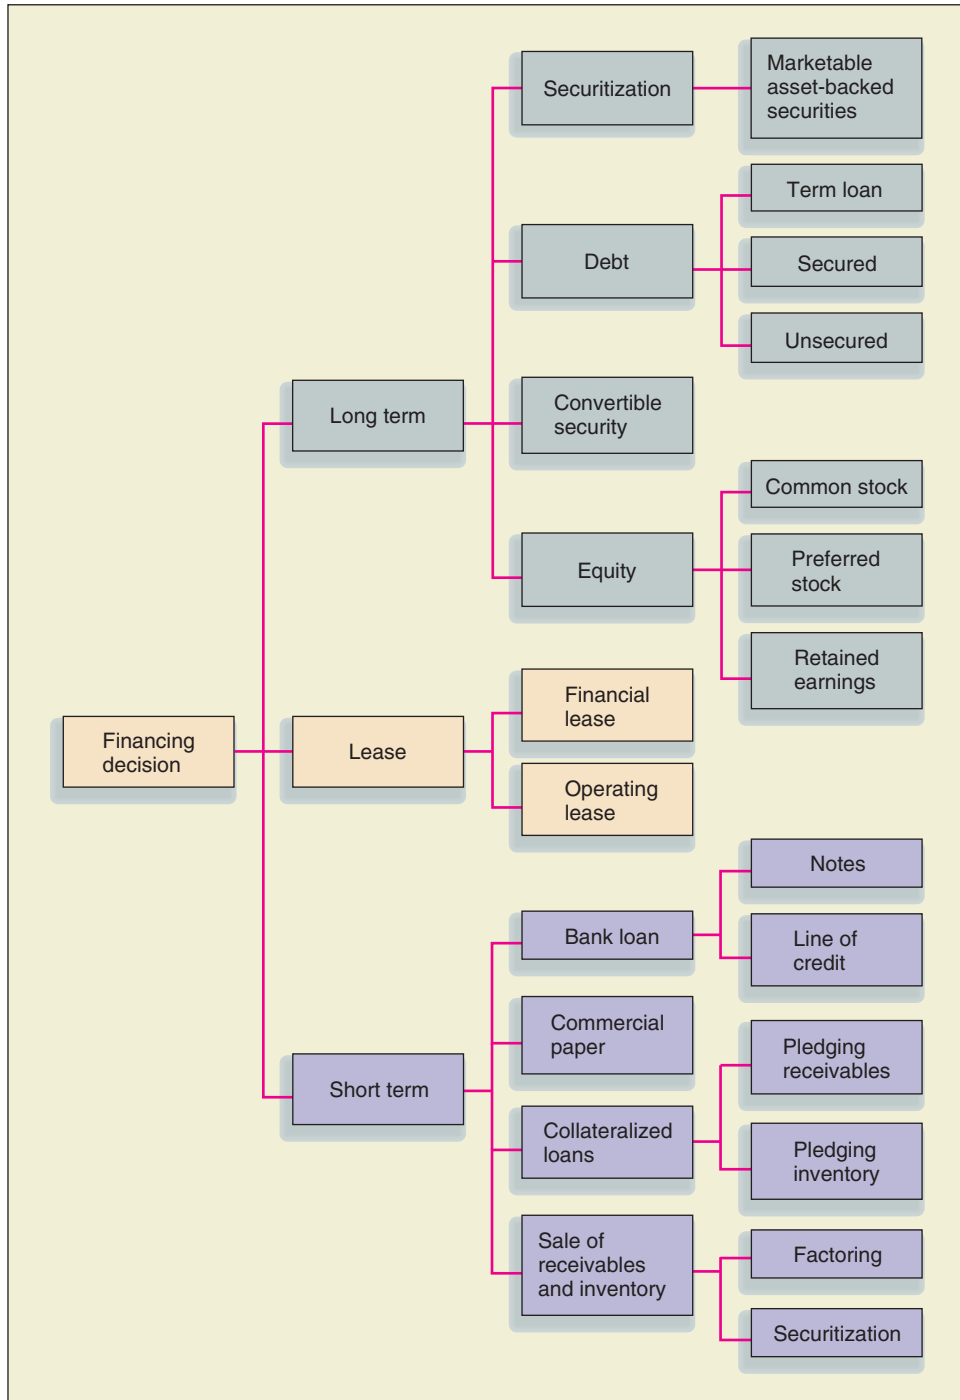 Securitization
Marketable
asset-backed
securities
Term loan
Debt
Secured
Unsecured
Long term
Convertible
security
Common stock
Equity
Preferred
stock
Retained
earnings
Financing
decision
Lease
Financial
lease
Operating
lease
Short term
Bank loan
Notes
Line of
credit
Commercial
paper
Collateralized
loans
Pledging
receivables
Pledging
inventory
Sale of
receivables
and inventory
Factoring
Securitization